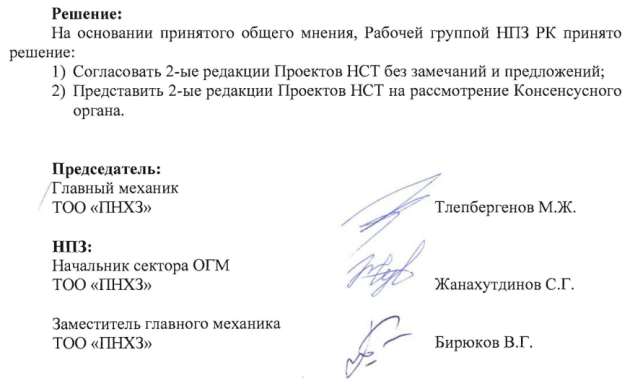 Решение:
На основании принятого общего мнения, Рабочей группой НПЗ РК принято
решение:
1) Согласовать 2-ые редакции Проектов НСТ без замечаний и предложений;
2) Представить 2-ые редакции Проектов НСТ на рассмотрение Консенсусного
органа.
Председатель:
Главный механик
ТОО «ПНХЗ» Тлепбергенов М.Ж.
НПЗ:
Начальник сектора ОГМ
ТОО «ПНХЗ» Жанахутдинов С.Г.
Заместитель главного механика
ТОО «ПНХЗ» Бирюков В.Г.